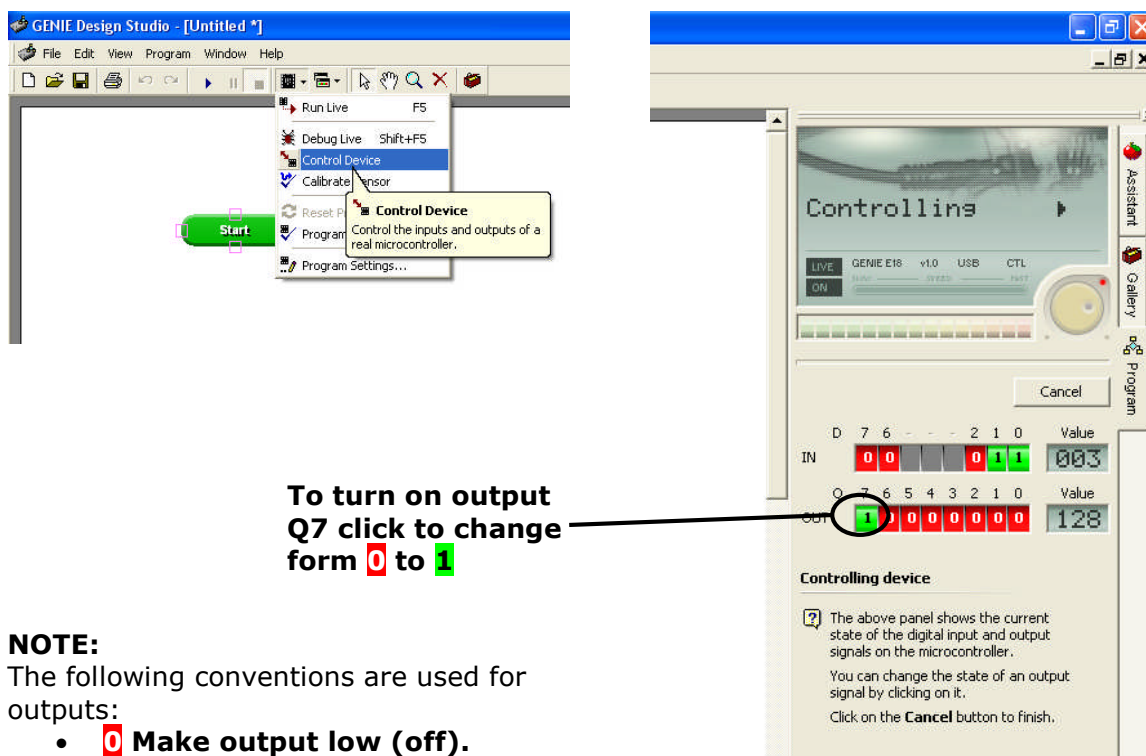 GENIE Design Studio - [Untitled *]
File Edit View Program Window Help
Run Live F5
Debug Live Shift+F5
Control Device
Calibrate ensor
Reset P
Program
Program Settings...
Control Device
Control the inputs and outputs of a
real microcontroller.
Start
Controlling
LIVE GENIE E18 v1.0 USB CTL
ON
Assistant
Gallery
Program
Cancel
D 7 6 - - - 2 1 0 Value
IN 0 0 0 1 1 003
Q 7 6 5 4 3 2 1 0 Value
OUT 1 0 0 0 0 0 0 0 128
To turn on output
Q7 click to change
form 0 to 1
Controlling device
The above panel shows the current
state of the digital input and output
signals on the microcontroller.
You can change the state of an output
signal by clicking on it.
Click on the Cancel button to finish.
NOTE:
The following conventions are used for
outputs:
• 0 Make output low (off).